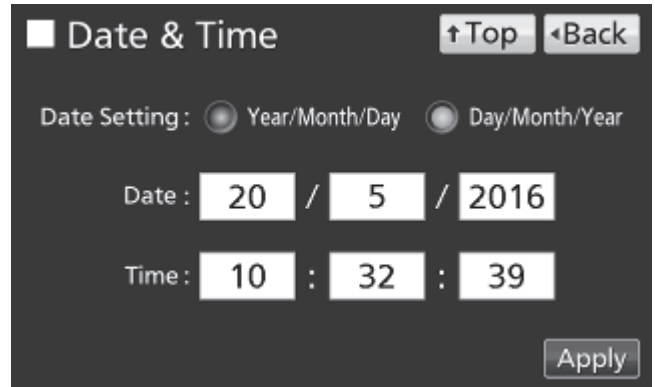 Date & Time ↑Top ◂Back
Date Setting : Year/Month/Day Day/Month/Year
Date : 20 / 5 / 2016
Time : 10 : 32 : 39
Apply